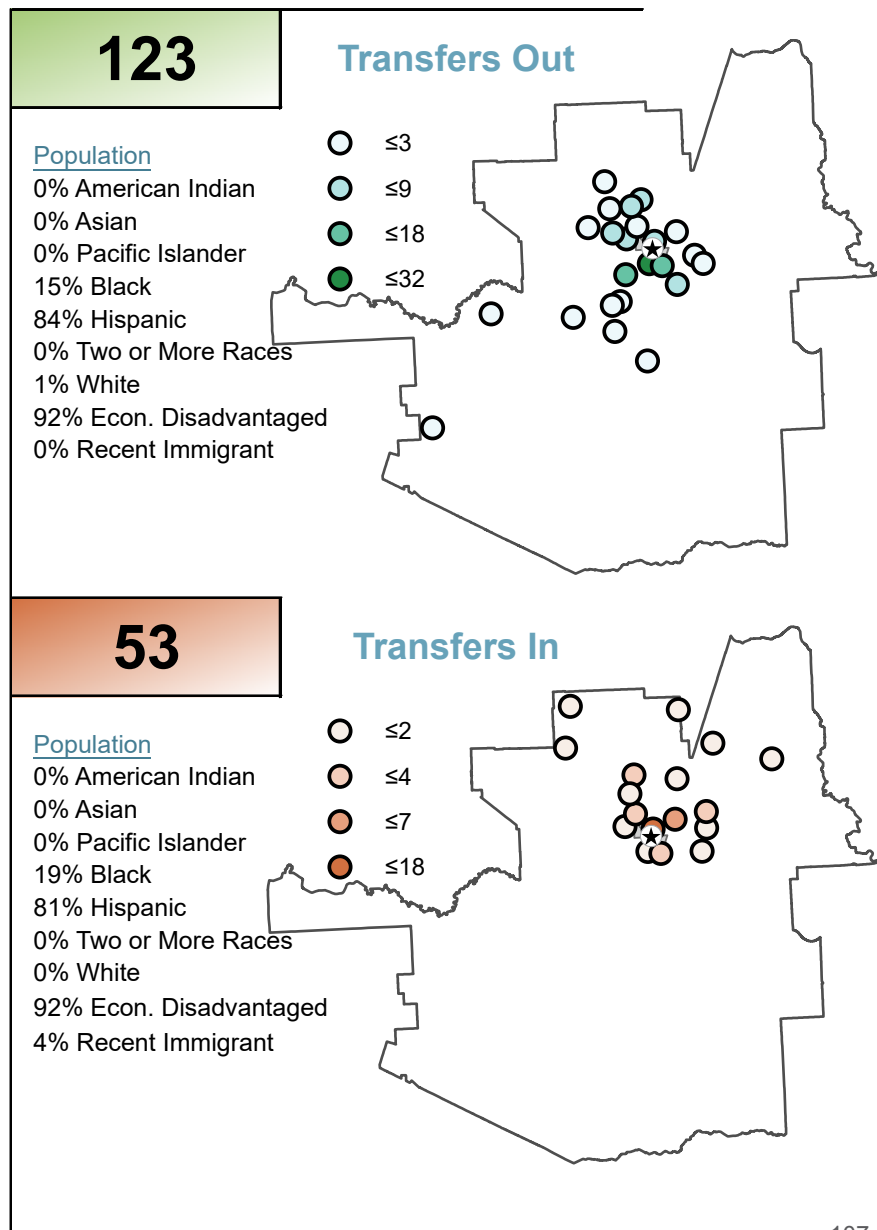 123
Transfers Out
Population
0% American Indian
0% Asian
0% Pacific Islander
15% Black
84% Hispanic
0% Two or More Races
1% White
92% Econ. Disadvantaged
0% Recent Immigrant
≤3
≤9
≤18
≤32
53
Transfers In
Population
0% American Indian
0% Asian
0% Pacific Islander
19% Black
81% Hispanic
0% Two or More Races
0% White
92% Econ. Disadvantaged
4% Recent Immigrant
≤2
≤4
≤7
≤18